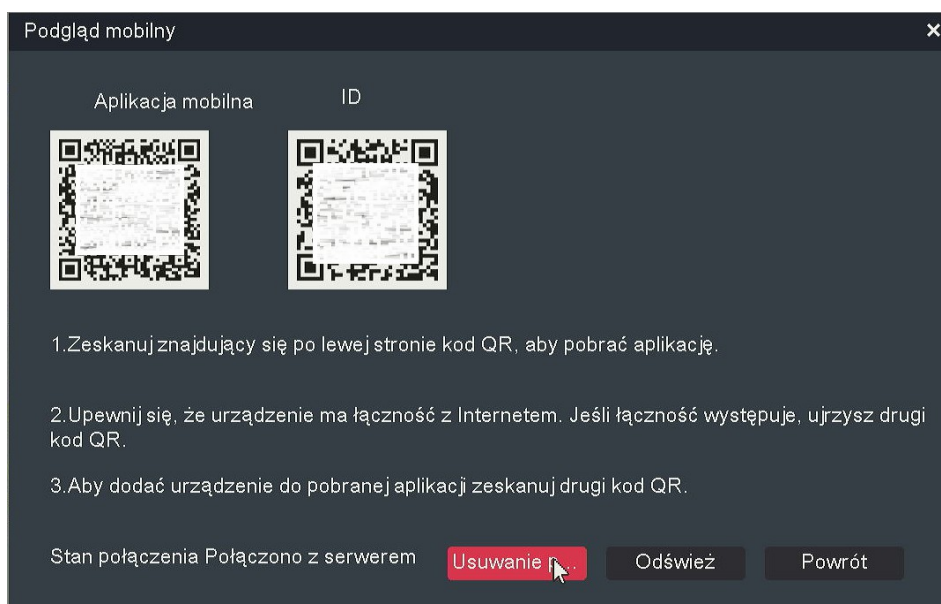 Podgląd mobilny
Aplikacja mobilna
ID
1.Zeskanuj znajdujący się po lewej stronie kod QR, aby pobrać aplikację.
2.Upewnij się, że urządzenie ma łączność z Internetem. Jeśli łączność występuje, ujrzysz drugi
kod QR.
3.Aby dodać urządzenie do pobranej aplikacji zeskanuj drugi kod QR.
Stan połączenia Połączono z serwerem
Usuwanie p...
Odśwież
Powrót